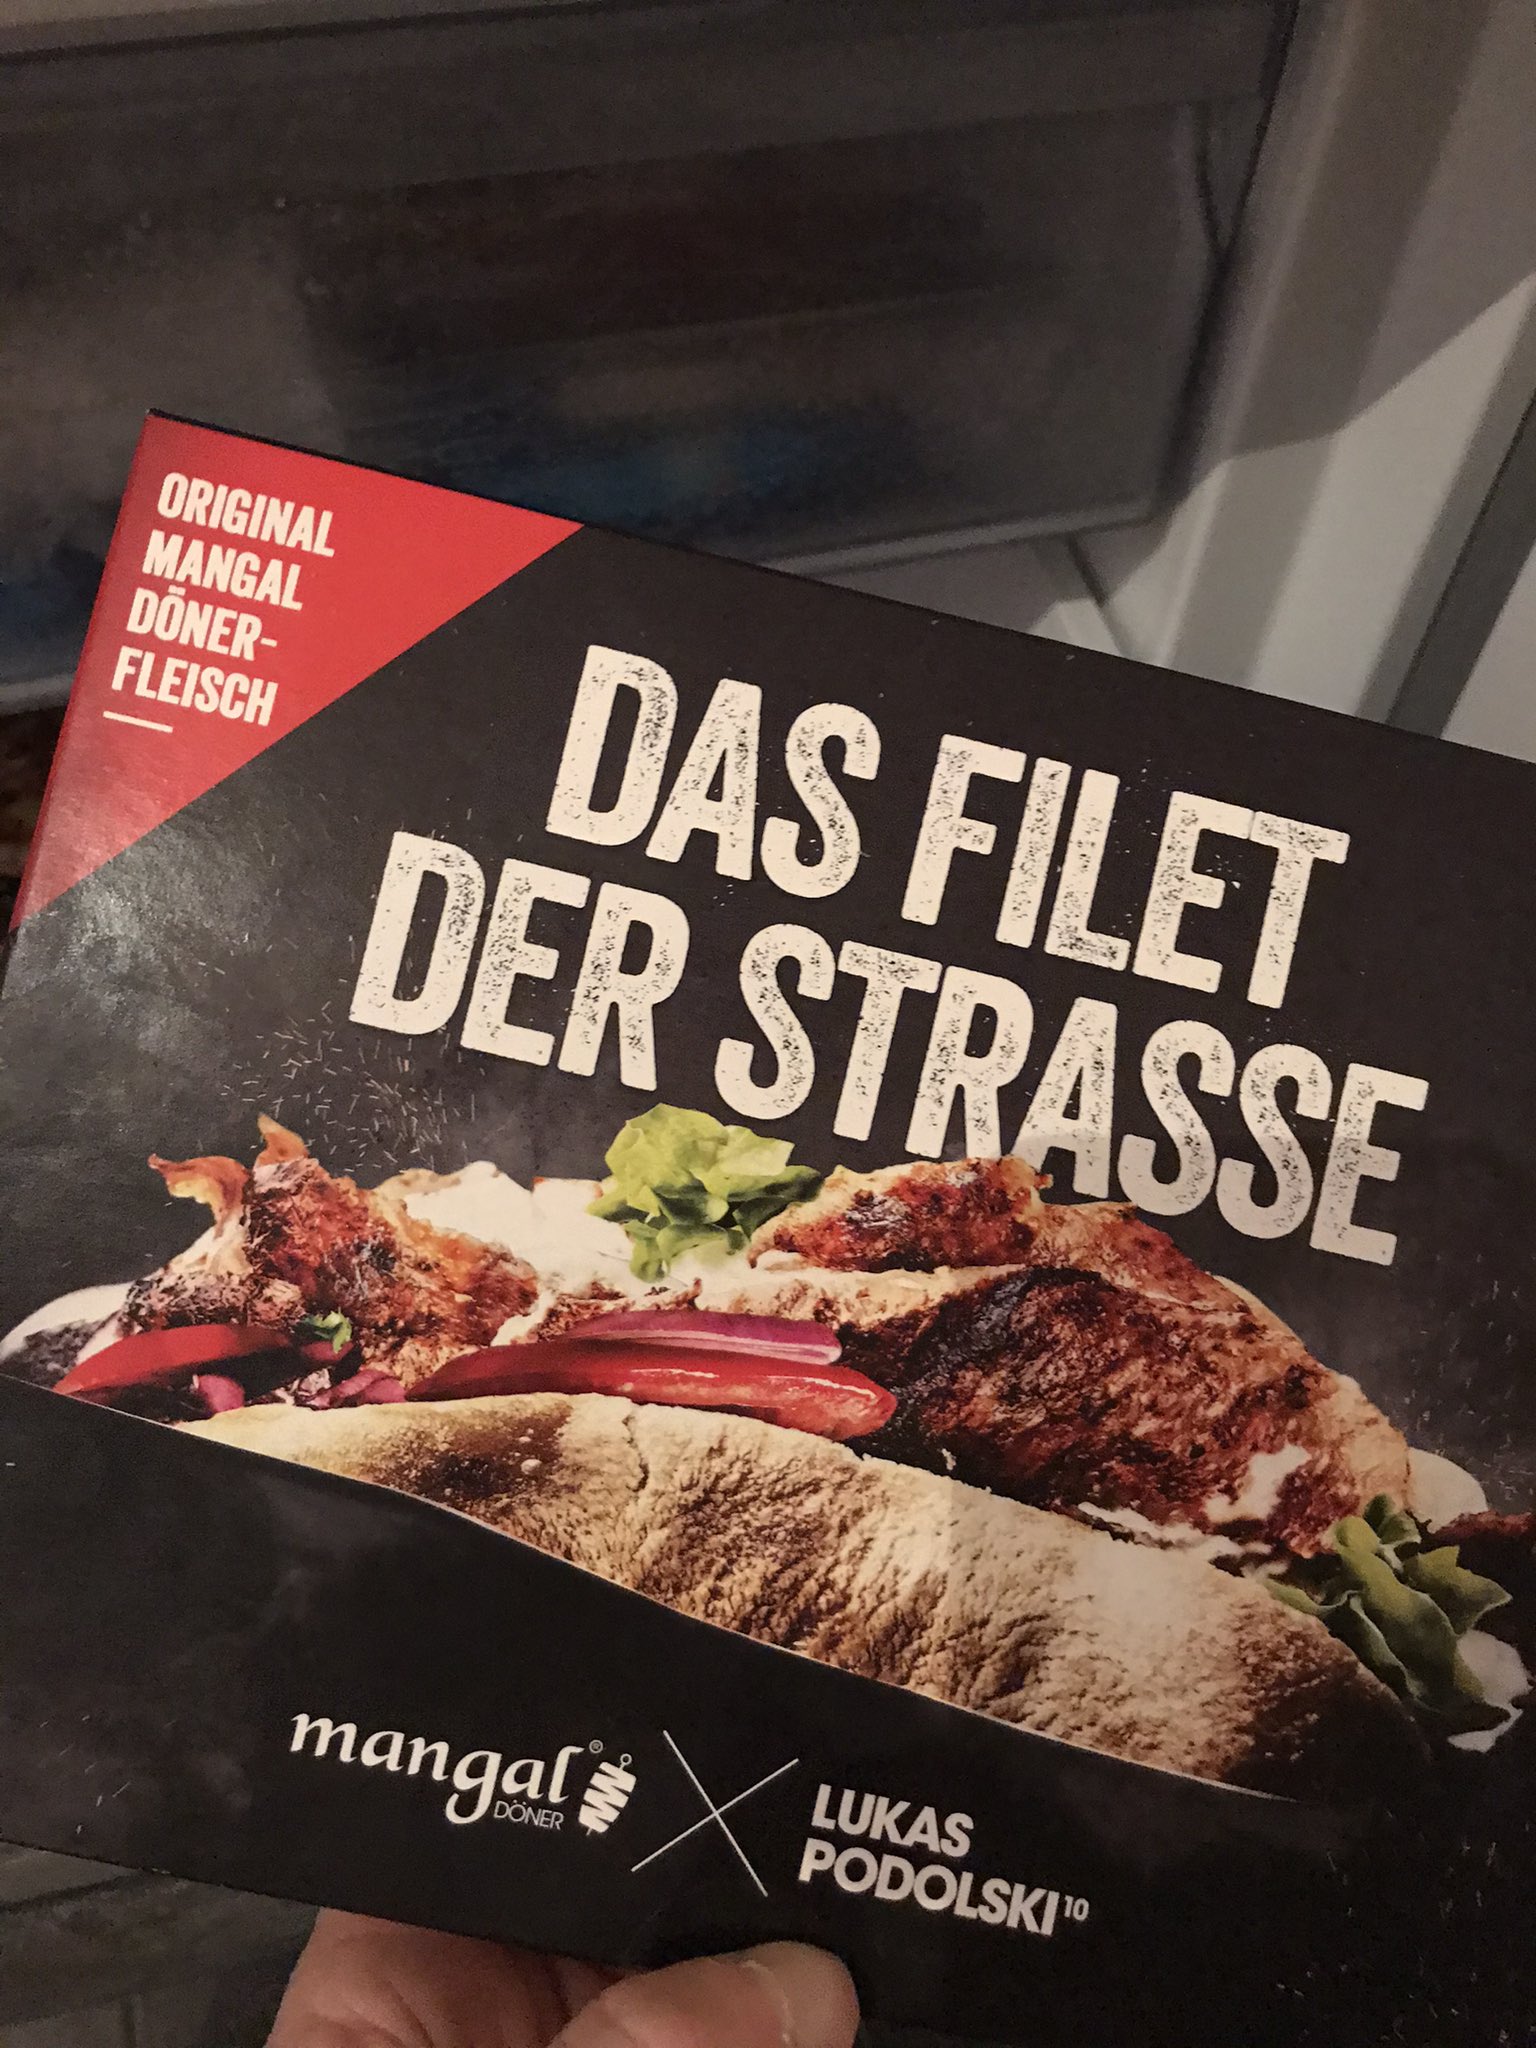 ORIGINAL
MANGAL
DÖNER-
FLEISCH
DAS FILET
DER STRASSE
mangal®
DÖNER
LUKAS
PODOLSKI10